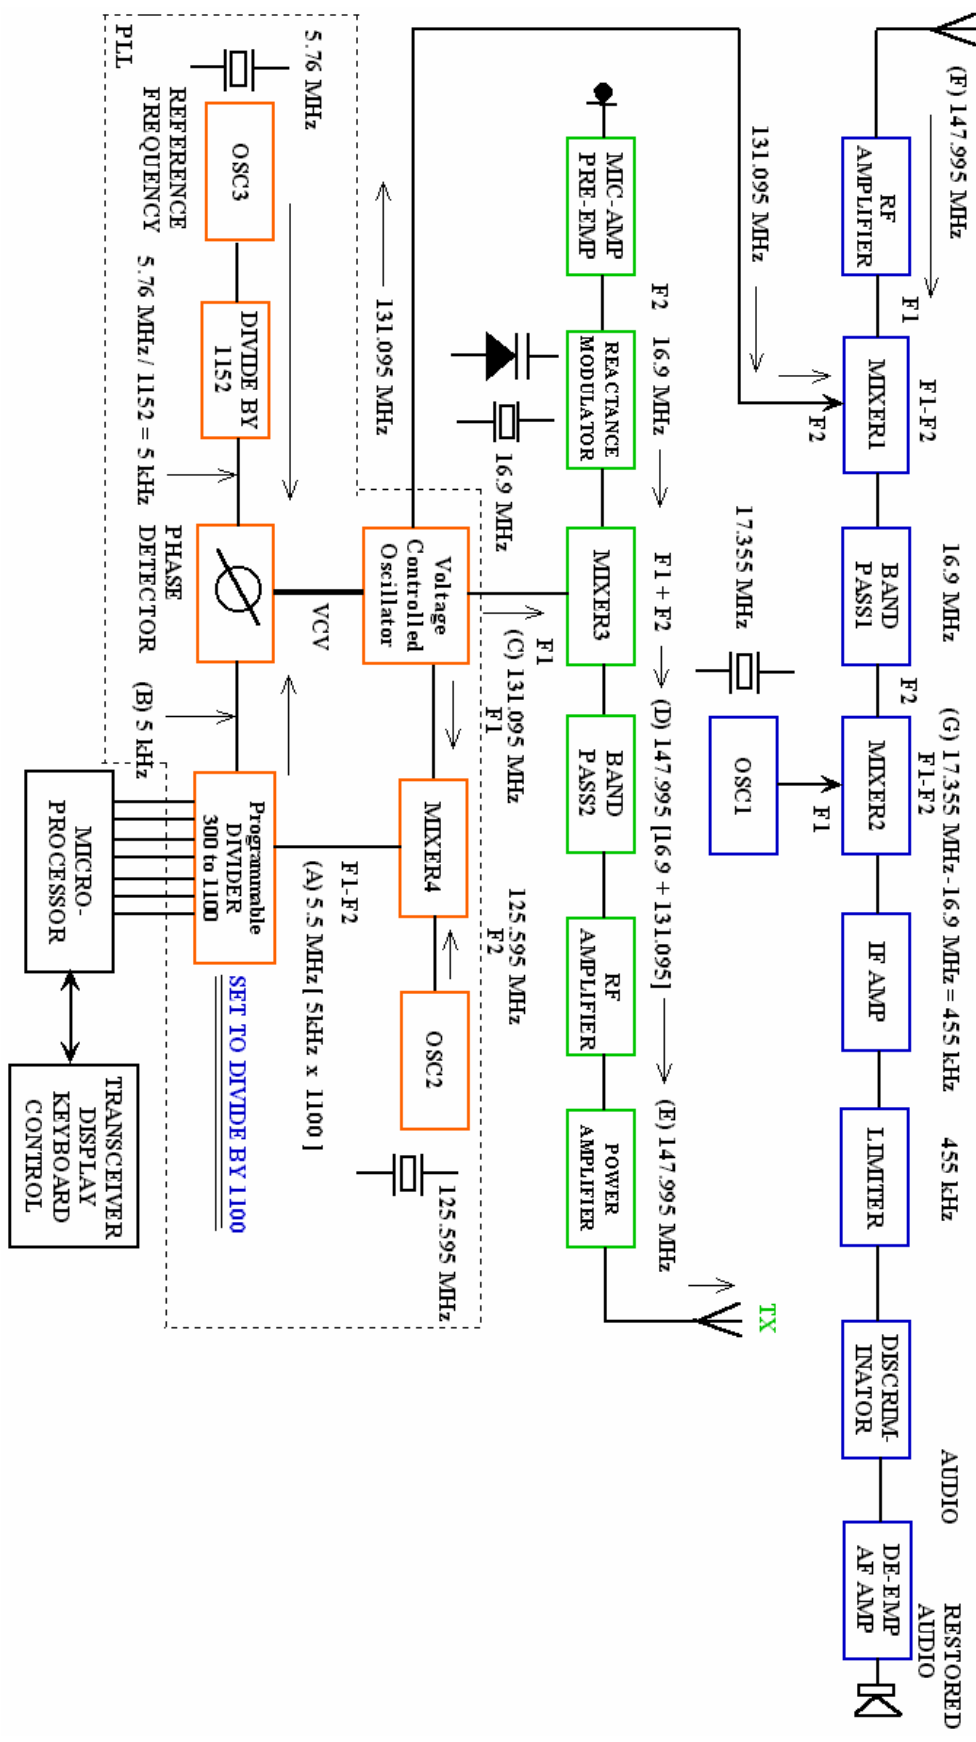 (F) 147.995 MHz
RF
AMPLIFIER
F1
MIXER1
F1-F2
F2
131.095 MHz
BAND
PASS1
16.9 MHz
F2
(G) 17.355 MHz - 16.9 MHz = 455 kHz
F1-F2
MIXER2
F1
17.355 MHz
OSC1
IF AMP
LIMITER
455 kHz
DISCRIM-
INATOR
AUDIO
DE-EMP
AF AMP
RESTORED
AUDIO
MIC-AMP
PRE-EMP
F2 16.9 MHz
REACTANCE
MODULATOR
16.9 MHz
MIXER3
F1 + F2
(D) 147.995 [16.9 + 131.095]
BAND
PASS2
RF
AMPLIFIER
(E) 147.995 MHz
POWER
AMPLIFIER
TX
F1
(C) 131.095 MHz
131.095 MHz
Voltage
Controlled
Oscillator
F1
MIXER4
125.595 MHz
F2
OSC2
125.595 MHz
F1-F2
(A) 5.5 MHz [ 5kHz x 1100 ]
VCV
PLL
5.76 MHz
OSC3
REFERENCE
FREQUENCY
DIVIDE BY
1152
5.76 MHz / 1152 = 5 kHz
PHASE
DETECTOR
(B) 5 kHz
Programmable
DIVIDER
300 to 1100
SET TO DIVIDE BY 1100
MICRO-
PROCESSOR
TRANSCEIVER
DISPLAY
KEYBOARD
CONTROL